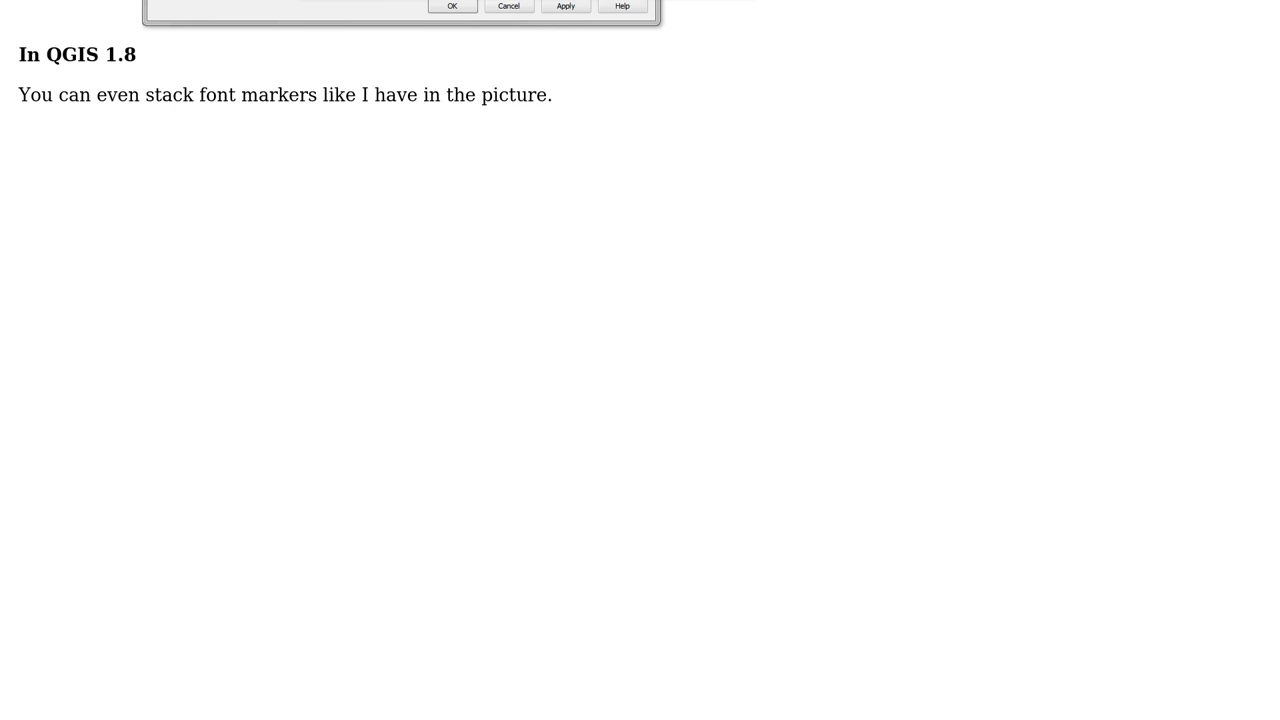 OK Cancel Apply Help
In QGIS 1.8
You can even stack font markers like I have in the picture.